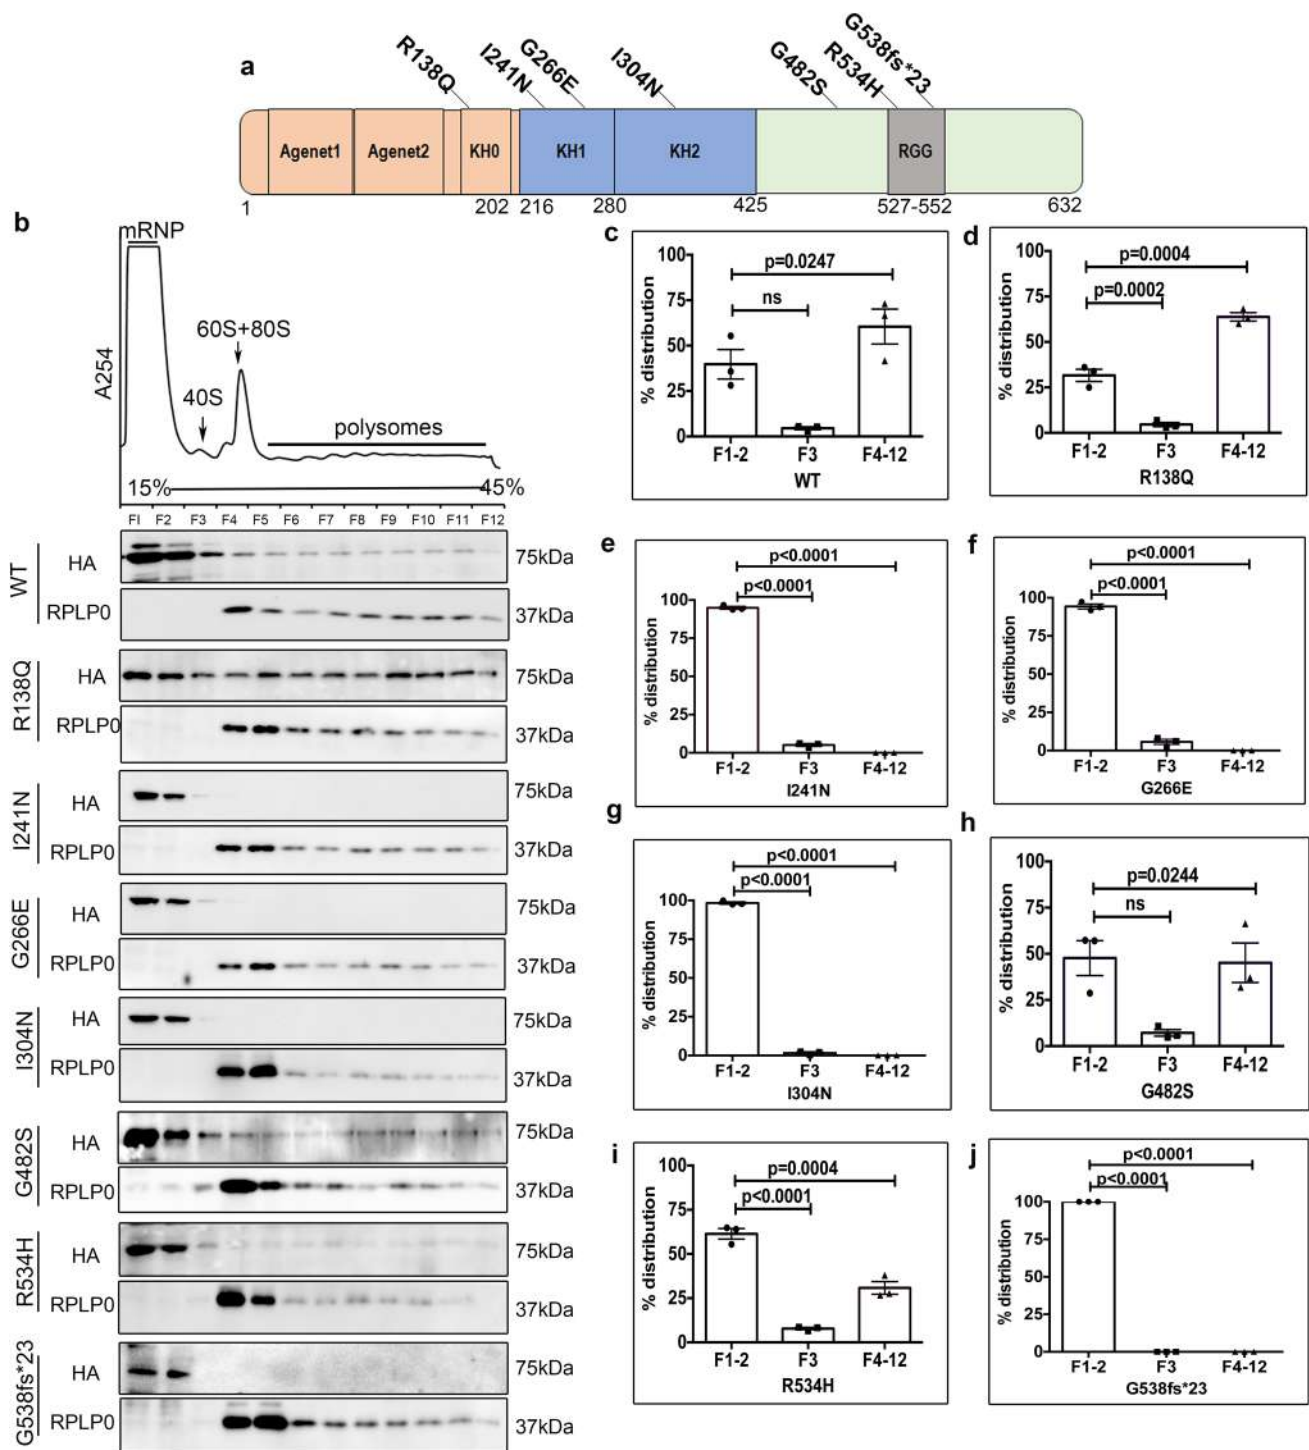 a
R138Q
I241N
G266E
I304N
G482S
R534H
G538fs*23
Agenet1
Agenet2
KH0
KH1
KH2
RGG
1
202
216
280
425
527-552
632
b
mRNP
A254
40S
60S+80S
polysomes
15%
45%
F1 F2 F3 F4 F5 F6 F7 F8 F9 F10 F11 F12
WT
HA
75kDa
RPLP0
37kDa
R138Q
HA
75kDa
RPLP0
37kDa
I241N
HA
75kDa
RPLP0
37kDa
G266E
HA
75kDa
RPLP0
37kDa
I304N
HA
75kDa
RPLP0
37kDa
G482S
HA
75kDa
RPLP0
37kDa
R534H
HA
75kDa
RPLP0
37kDa
G538fs*23
HA
75kDa
RPLP0
37kDa
c
% distribution
100
75
50
25
0
p=0.0247
ns
F1-2 F3 F4-12
WT
d
% distribution
100
75
50
25
0
p=0.0004
p=0.0002
F1-2 F3 F4-12
R138Q
e
% distribution
100
75
50
25
0
p<0.0001
p<0.0001
F1-2 F3 F4-12
I241N
f
% distribution
100
75
50
25
0
p<0.0001
p<0.0001
F1-2 F3 F4-12
G266E
g
% distribution
100
75
50
25
0
p<0.0001
p<0.0001
F1-2 F3 F4-12
I304N
h
% distribution
100
75
50
25
0
p=0.0244
ns
F1-2 F3 F4-12
G482S
i
% distribution
100
75
50
25
0
p=0.0004
p<0.0001
F1-2 F3 F4-12
R534H
j
% distribution
100
75
50
25
0
p<0.0001
p<0.0001
F1-2 F3 F4-12
G538fs*23